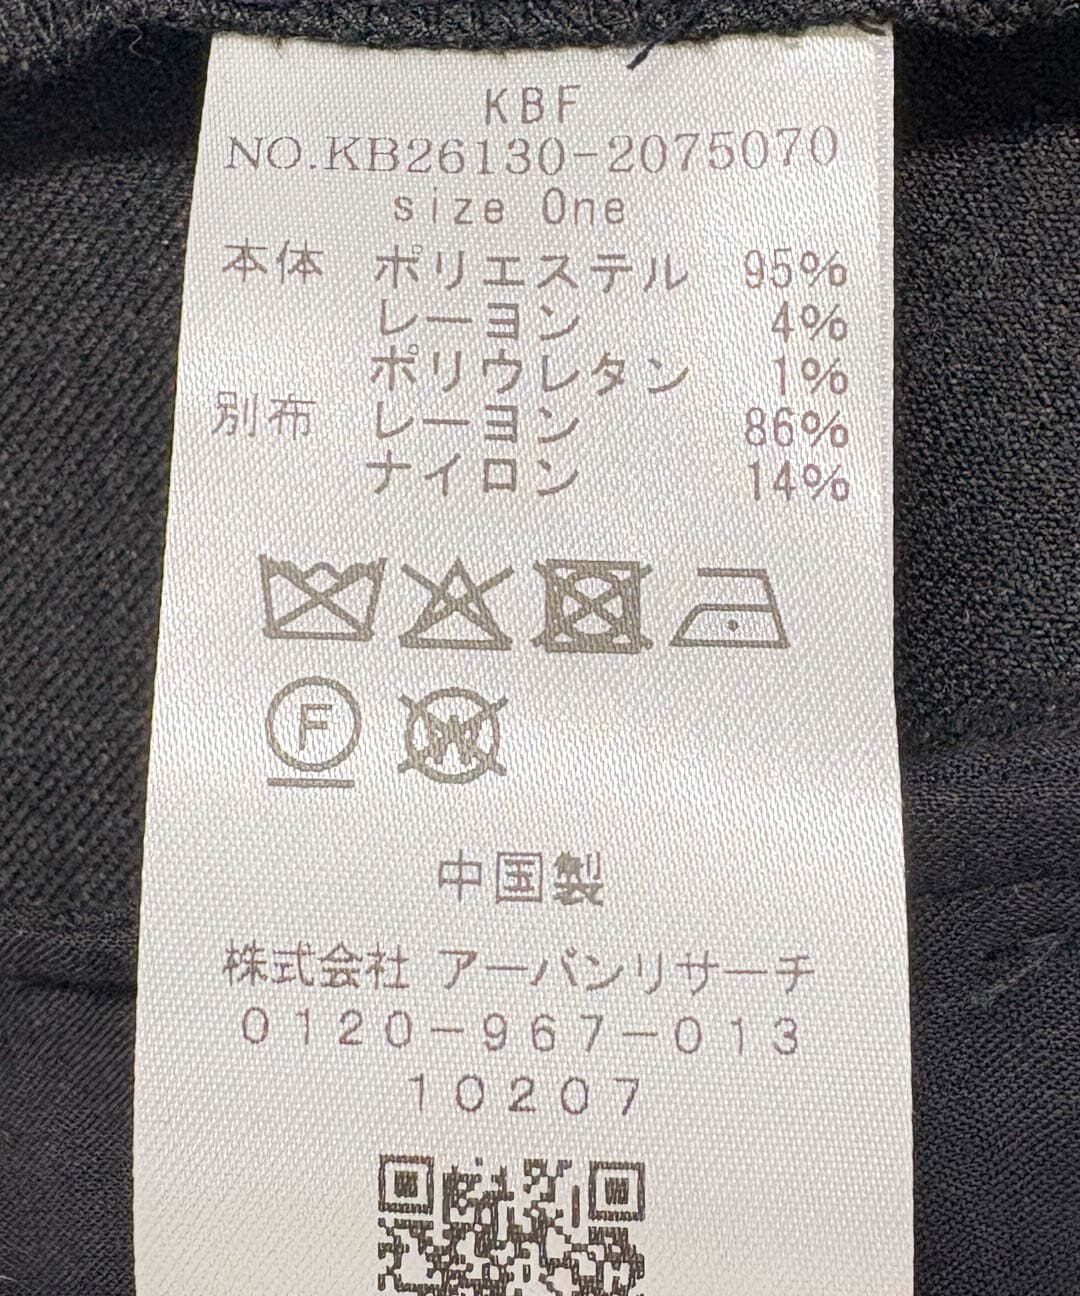 KBF
NO.KB26130-2075070
size One
本体 ポリエステル 95%
レーヨン 4%
ポリウレタン 1%
別布 レーヨン 86%
ナイロン 14%
F
W
中国製
株式会社 アーバンリサーチ
0120-967-013
10207